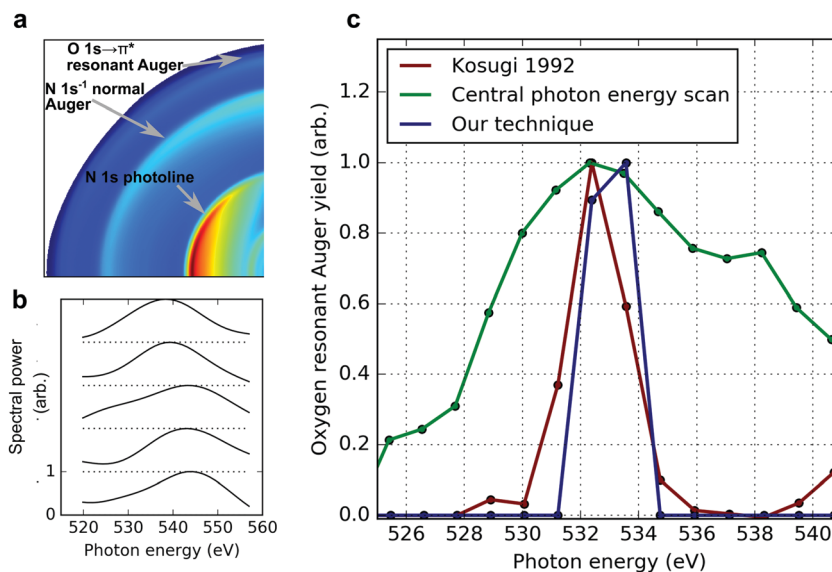 a
O 1s→π*
resonant Auger
N 1s⁻¹ normal
Auger
N 1s photoline
b
Spectral power
(arb.)
1
0
520 530 540 550 560
Photon energy (eV)
c
Kosugi 1992
Central photon energy scan
Our technique
Oxygen resonant Auger yield (arb.)
1.2
1.0
0.8
0.6
0.4
0.2
0.0
526 528 530 532 534 536 538 540
Photon energy (eV)